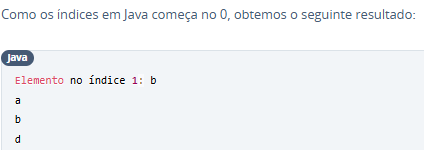 Como os índices em Java começa no 0, obtemos o seguinte resultado:
java
Elemento no índice 1: b
a
b
d